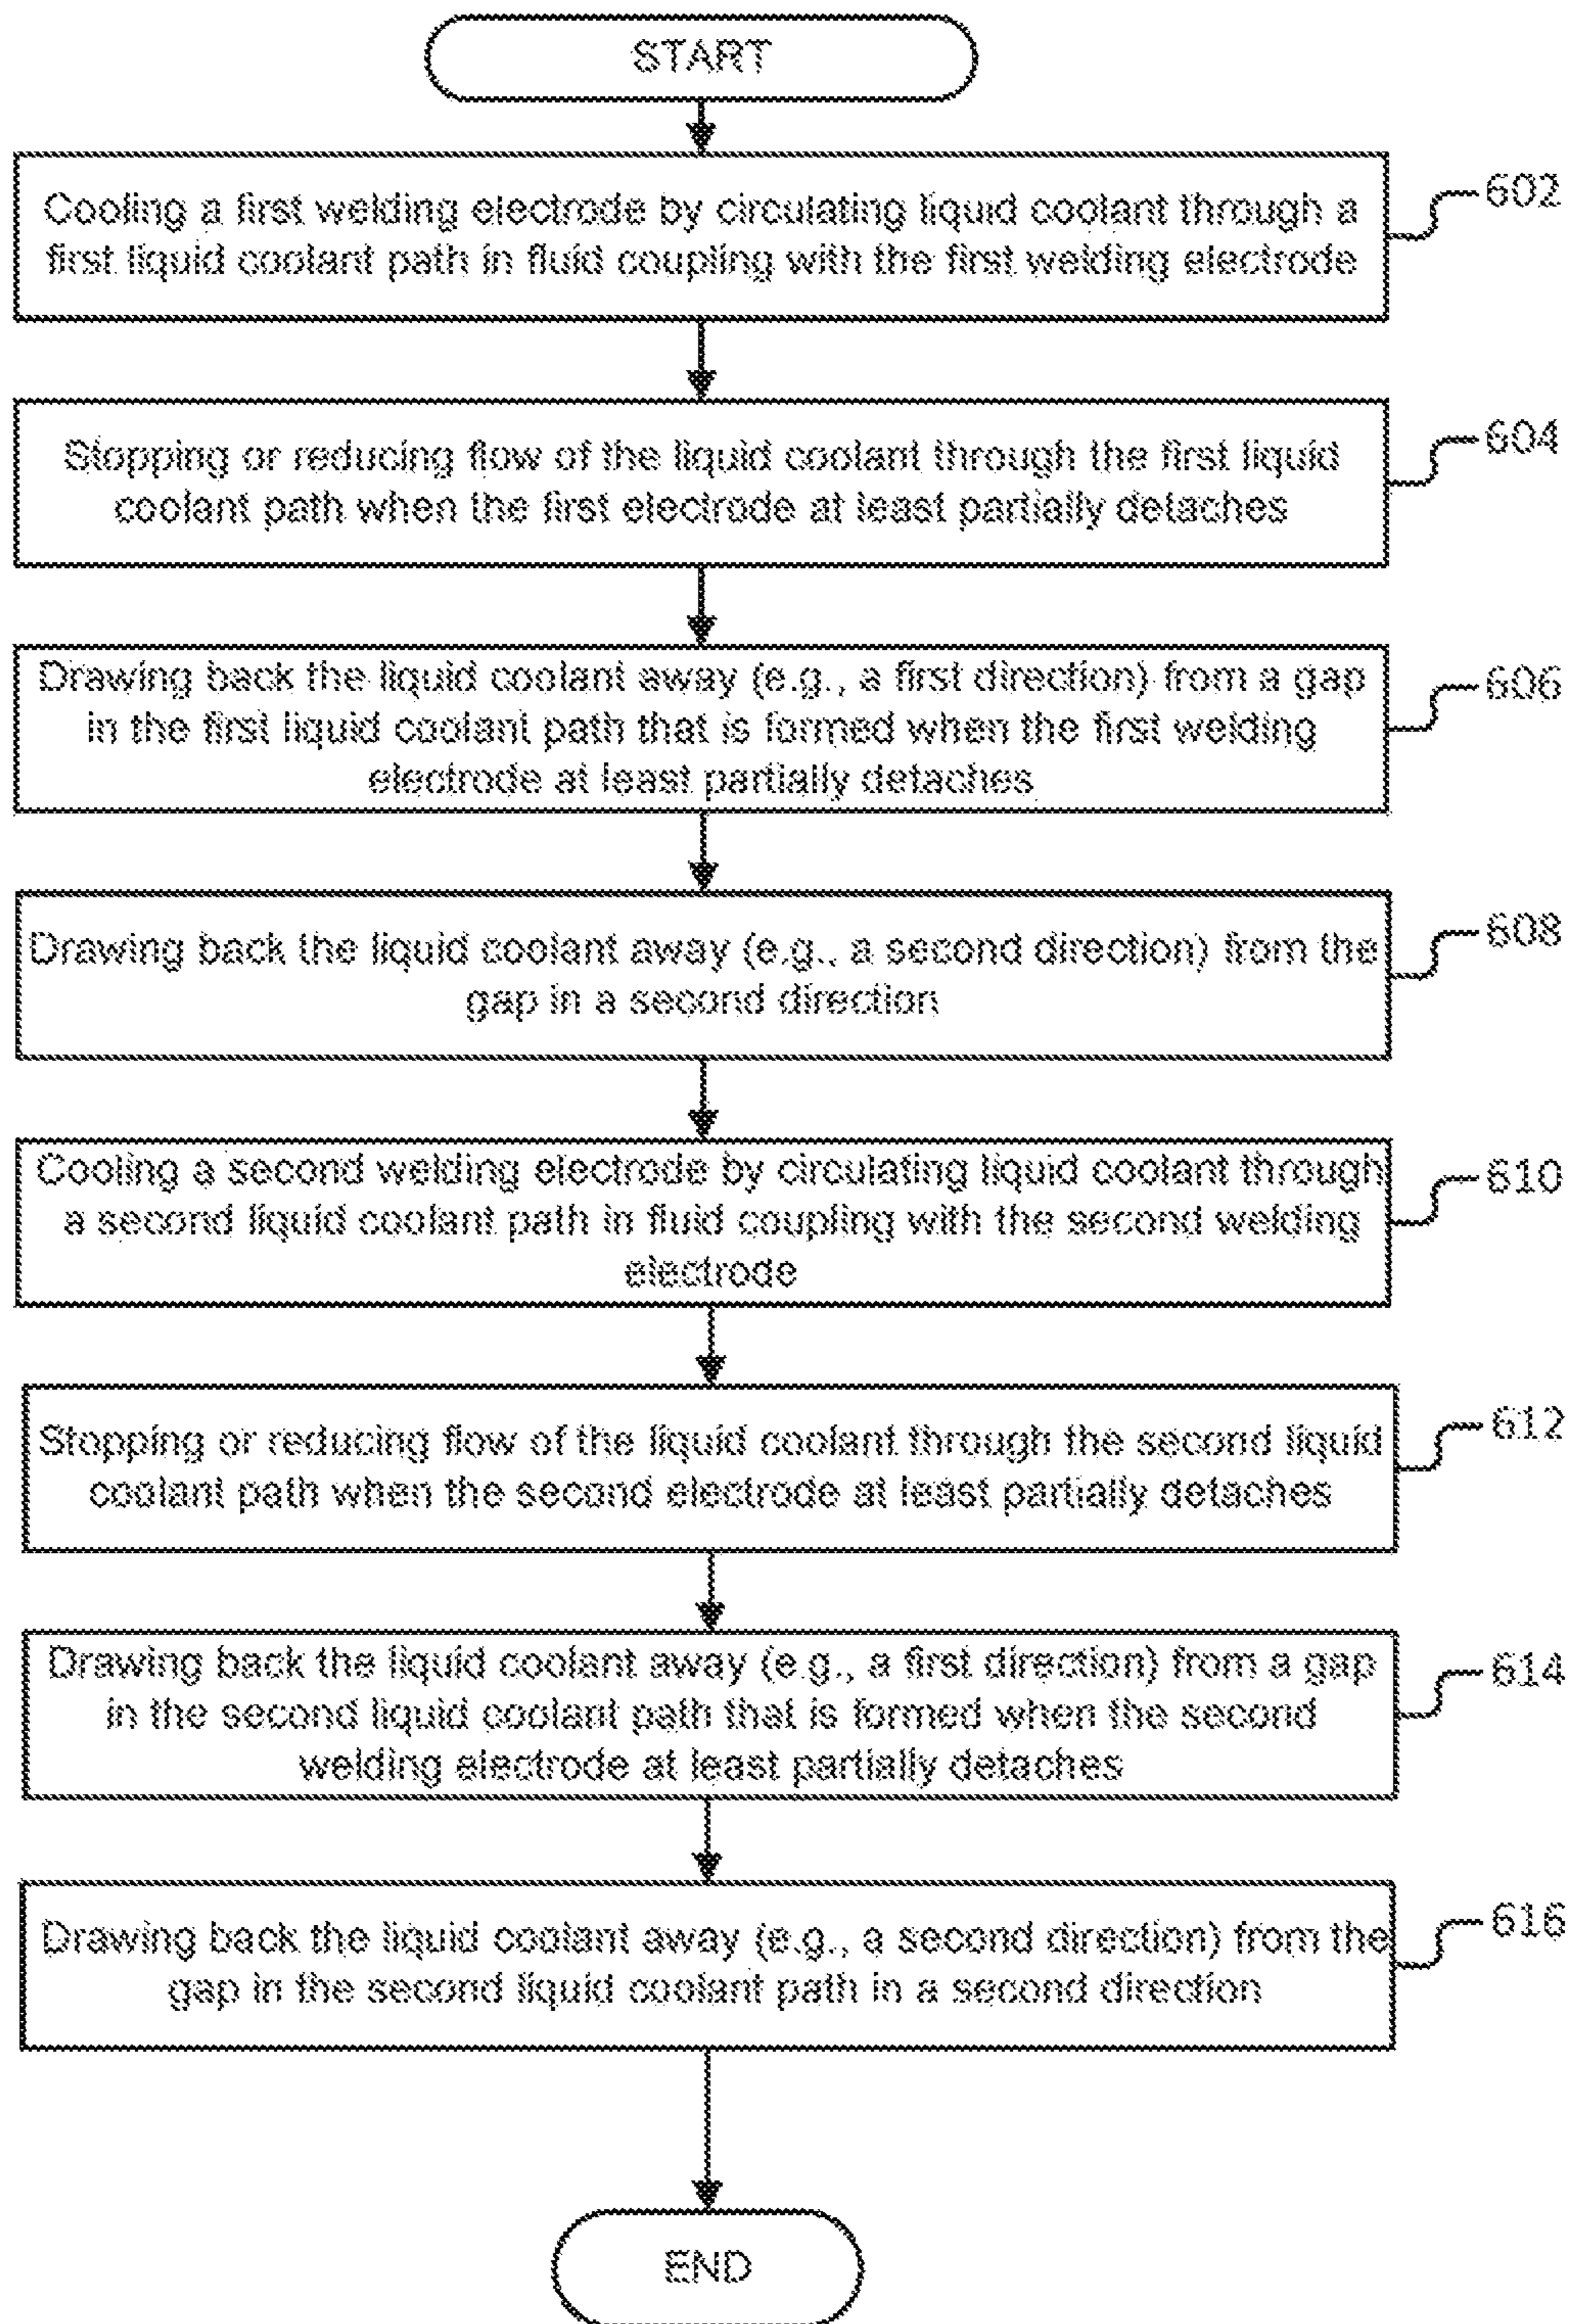 START
Cooling a first welding electrode by circulating liquid coolant through a
first liquid coolant path in fluid coupling with the first welding electrode
602
Stopping or reducing flow of the liquid coolant through the first liquid
coolant path when the first electrode at least partially detaches
604
Drawing back the liquid coolant away (e.g., a first direction) from a gap
in the first liquid coolant path that is formed when the first welding
electrode at least partially detaches
606
Drawing back the liquid coolant away (e.g., a second direction) from the
gap in a second direction
608
Cooling a second welding electrode by circulating liquid coolant through
a second liquid coolant path in fluid coupling with the second welding
electrode
610
Stopping or reducing flow of the liquid coolant through the second liquid
coolant path when the second electrode at least partially detaches
612
Drawing back the liquid coolant away (e.g., a first direction) from a gap
in the second liquid coolant path that is formed when the second
welding electrode at least partially detaches
614
Drawing back the liquid coolant away (e.g., a second direction) from the
gap in the second liquid coolant path in a second direction
616
END